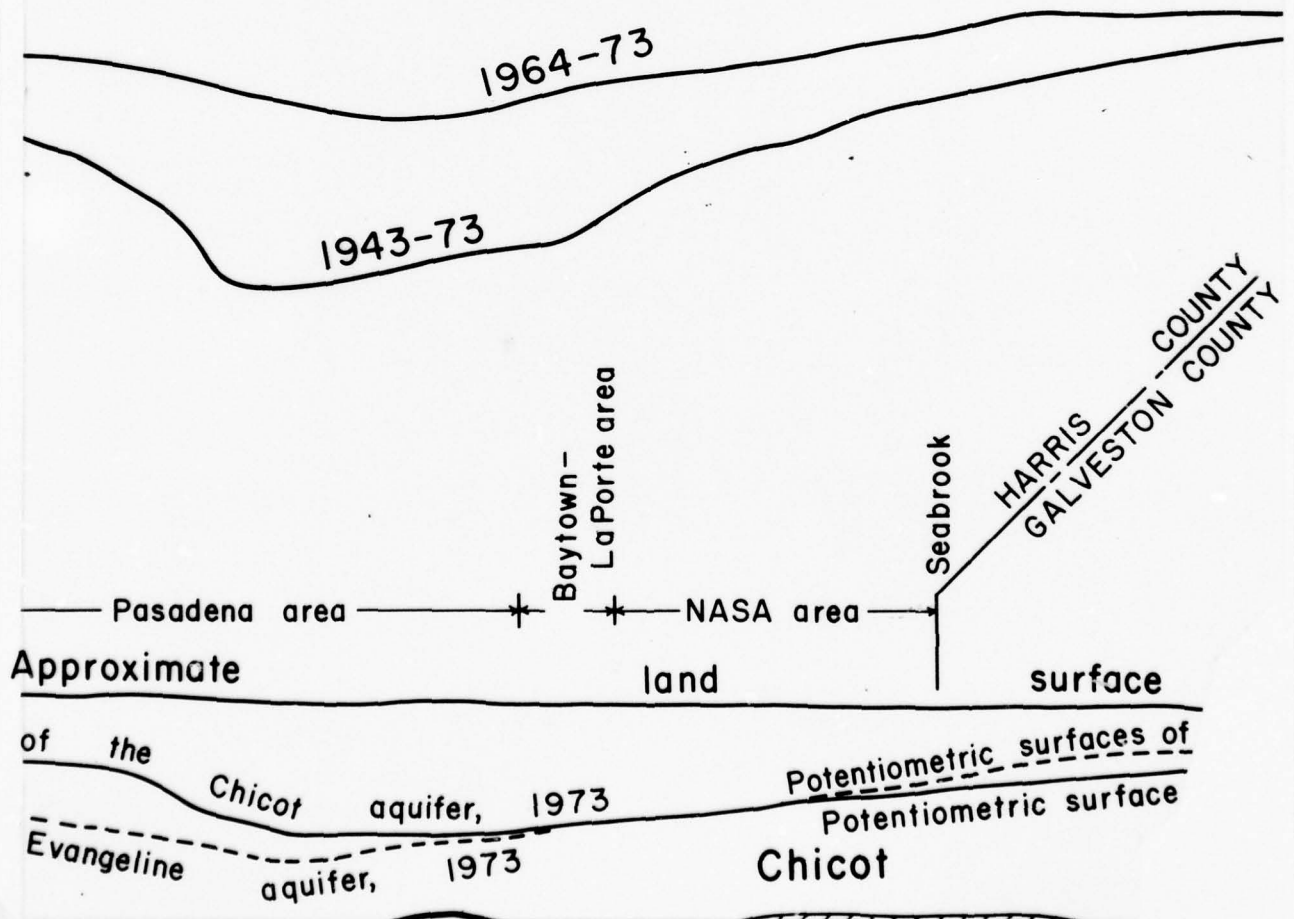 1964-73
1943-73
HARRIS COUNTY
GALVESTON COUNTY
Baytown-
LaPorte area
Seabrook
Pasadena area
NASA area
Approximate land surface
of the Chicot aquifer, 1973
Potentiometric surfaces of
Potentiometric surface
Evangeline aquifer, 1973
Chicot